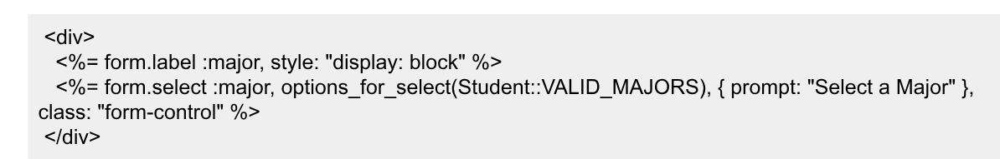 <div>
<%= form.label :major, style: "display: block" %>
<%= form.select :major, options_for_select(Student::VALID_MAJORS), { prompt: "Select a Major" },
class: "form-control" %>
</div>